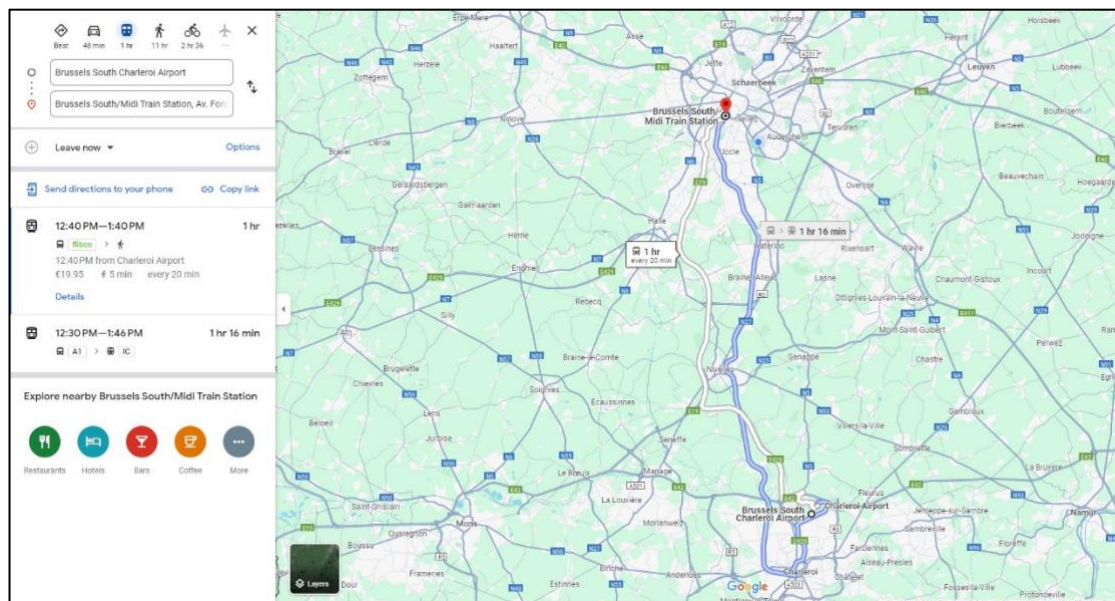 Best
48 min
1 hr
11 hr
2 hr 36
Brussels South Charleroi Airport
Brussels South/Midi Train Station, Av. Fon
Leave now
Options
Send directions to your phone
Copy link
12:40 PM—1:40 PM
1 hr
flibco
12:40 PM from Charleroi Airport
€19.95
5 min
every 20 min
Details
12:30 PM—1:46 PM
1 hr 16 min
A1
IC
Explore nearby Brussels South/Midi Train Station
Restaurants
Hotels
Bars
Coffee
More
Layers
Google
Erpe-Mere
Asse
Vilvoorde
Haaltert
Jette
Zaventem
Schaerbeek
Herent
Holsbeek
Leuven
Lubbeek
Herzele
Zottegem
Brussels South/
Midi Train Station
Ninove
Tervuren
Bierbeek
Boutersem
Uccle
Geraardsbergen
Overijse
Beauvechain
Hoegaarden
Galmaarden
Halle
1 hr 16 min
1 hr
every 20 min
Waterloo
Rixensart
Wavre
Jodoigne
Lessines
Herne
Enghien
Braine-l'Alleud
Lasne
Chaumont-Gistoux
Rebecq
Ottignies-Louvain-la-Neuve
Incourt
Silly
Ath
Mont-Saint-Guibert
Perwez
Braine-le-Comte
Genappe
Chastre
Brugelette
Nivelles
Chièvres
Soignies
Ecaussinnes
Gembloux
Lens
Beloeil
Jurbise
Villers-la-Ville
Seneffe
Sombreffe
Le Rœulx
Manage
La Bruyère
La Louvière
Fleurus
Saint-Ghislain
Brussels South
Charleroi Airport
Charleroi Airport
Jemeppe-sur-Sambre
Namur
Mons
Morlanwelz
Sambreville
Quaregnon
Floreffe
Boussu
Farciennes
Binche
Aiseau-Presles
Frameries
Anderlues
Charleroi
Châtelet
Dour
Estinnes
Fosses-la-Ville
Profondeville